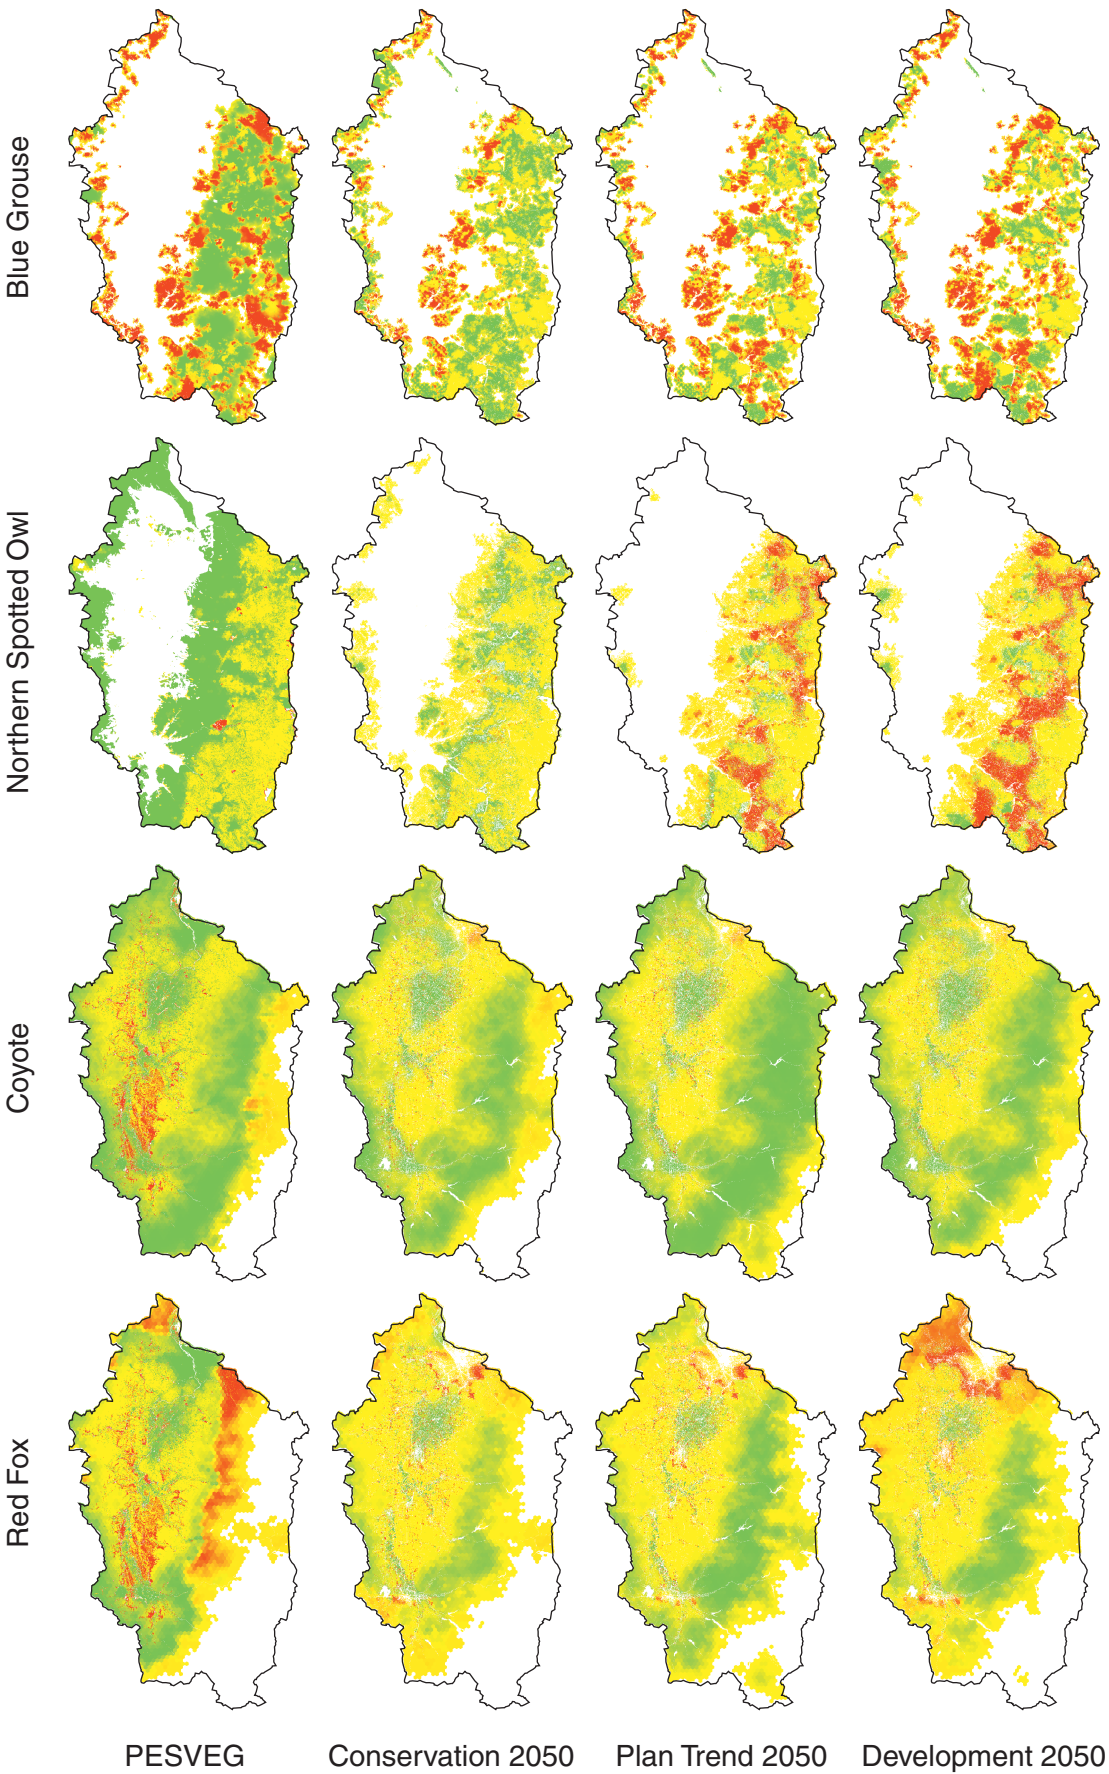 Blue Grouse
Northern Spotted Owl
Coyote
Red Fox
PESVEG
Conservation 2050
Plan Trend 2050
Development 2050